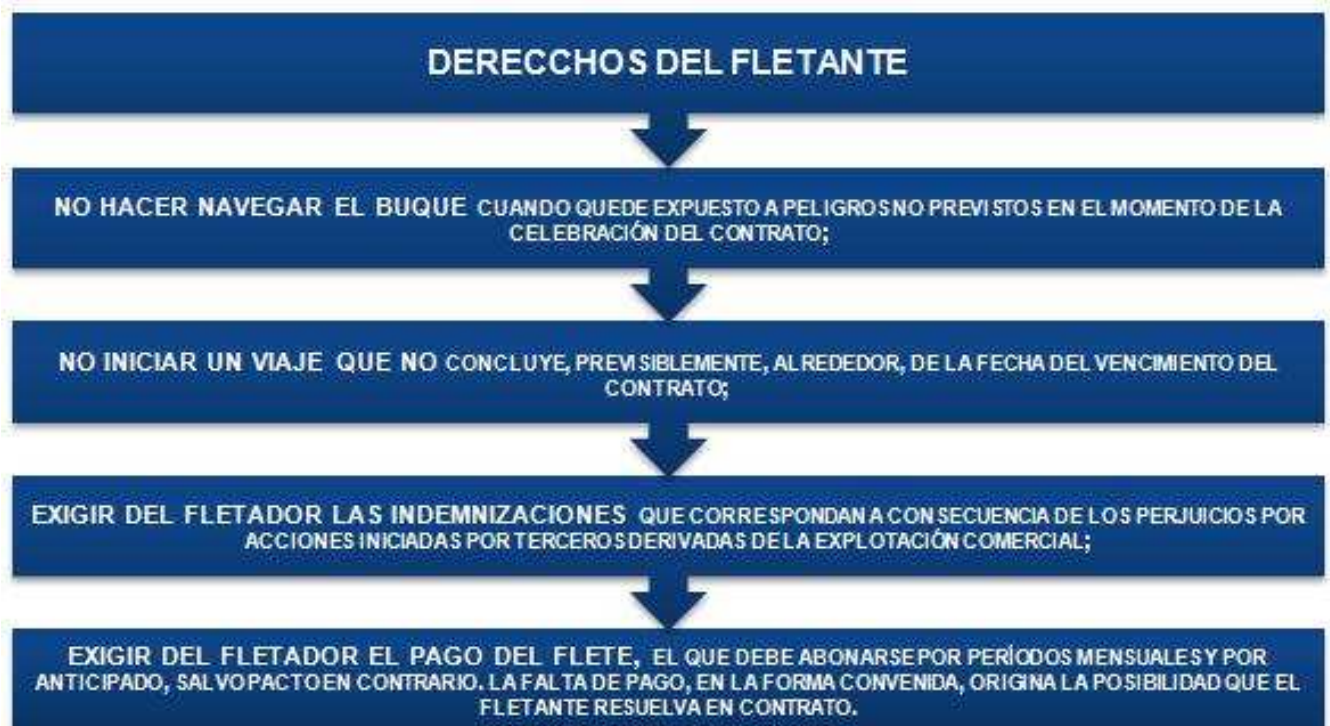 DERECCHOS DEL FLETANTE
NO HACER NAVEGAR EL BUQUE CUANDO QUEDE EXPUESTO A PELIGROS NO PREVISTOS EN EL MOMENTO DE LA
CELEBRACIÓN DEL CONTRATO;
NO INICIAR UN VIAJE QUE NO CONCLUYE, PREVISIBLEMENTE, ALREDEDOR, DE LA FECHA DEL VENCIMIENTO DEL
CONTRATO;
EXIGIR DEL FLETADOR LAS INDEMNIZACIONES QUE CORRESPONDAN A CONSECUENCIA DE LOS PERJUICIOS POR
ACCIONES INICIADAS POR TERCEROS DERIVADAS DE LA EXPLOTACIÓN COMERCIAL;
EXIGIR DEL FLETADOR EL PAGO DEL FLETE, EL QUE DEBE ABONARSE POR PERÍODOS MENSUALES Y POR
ANTICIPADO, SALVO PACTO EN CONTRARIO. LA FALTA DE PAGO, EN LA FORMA CONVENIDA, ORIGINA LA POSIBILIDAD QUE EL
FLETANTE RESUELVA EN CONTRATO.